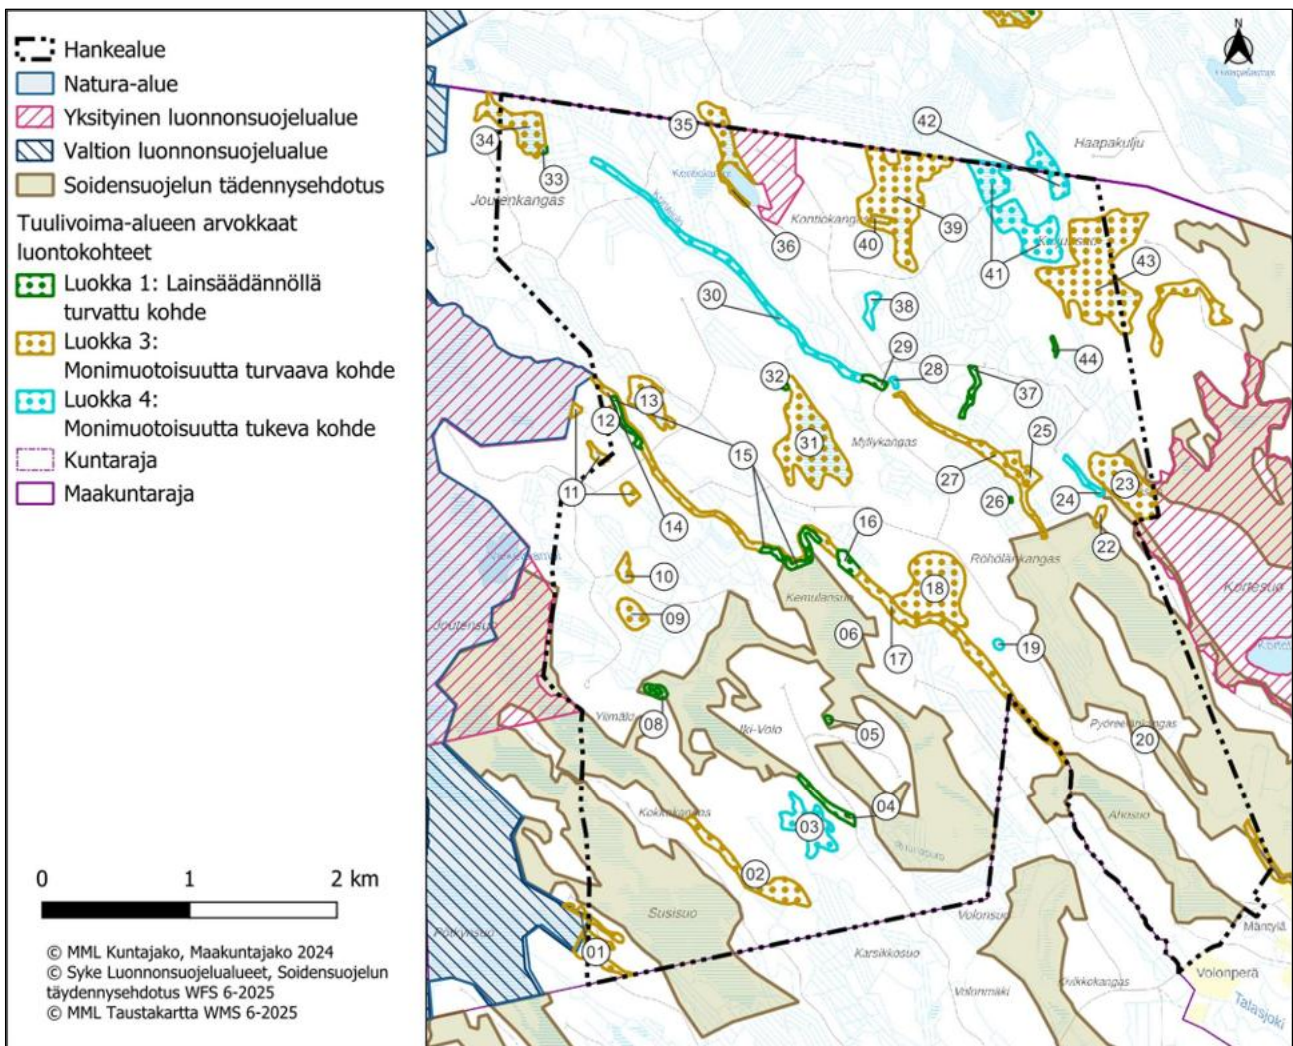 Hankealue
Natura-alue
Yksityinen luonnonsuojelualue
Valtion luonnonsuojelualue
Soidensuojelun tädennysehdotus
Tuulivoima-alueen arvokkaat
luontokohteet
Luokka 1: Lainsäädännöllä
turvattu kohde
Luokka 3:
Monimuotoisuutta turvaava kohde
Luokka 4:
Monimuotoisuutta tukeva kohde
Kuntaraja
Maakuntaraja
0 1 2 km
© MML Kuntajako, Maakuntajako 2024
© Syke Luonnonsuojelualueet, Soidensuojelun
täydennysehdotus WFS 6-2025
© MML Taustakartta WMS 6-2025
N
35
42
Haapakulju
34
33
Joutenkangas
36
Kontiokangas
40
39
41
43
30
38
44
29
28
37
32
13
12
31
15
Myllykangas
25
27
11
14
26
24
23
22
16
Röhölänkangas
10
18
Kemulansuo
Kortesuo
09
06
17
19
Joutensuo
08
Iki-Volo
05
Pyöreänkangas
20
04
Kokkokangas
03
Ahosuo
02
Susisuo
Volonsuo
Mäntylä
01
Karsikkosuo
Volonperä
Volonmäki
Kivikkokangas
Talasjoki